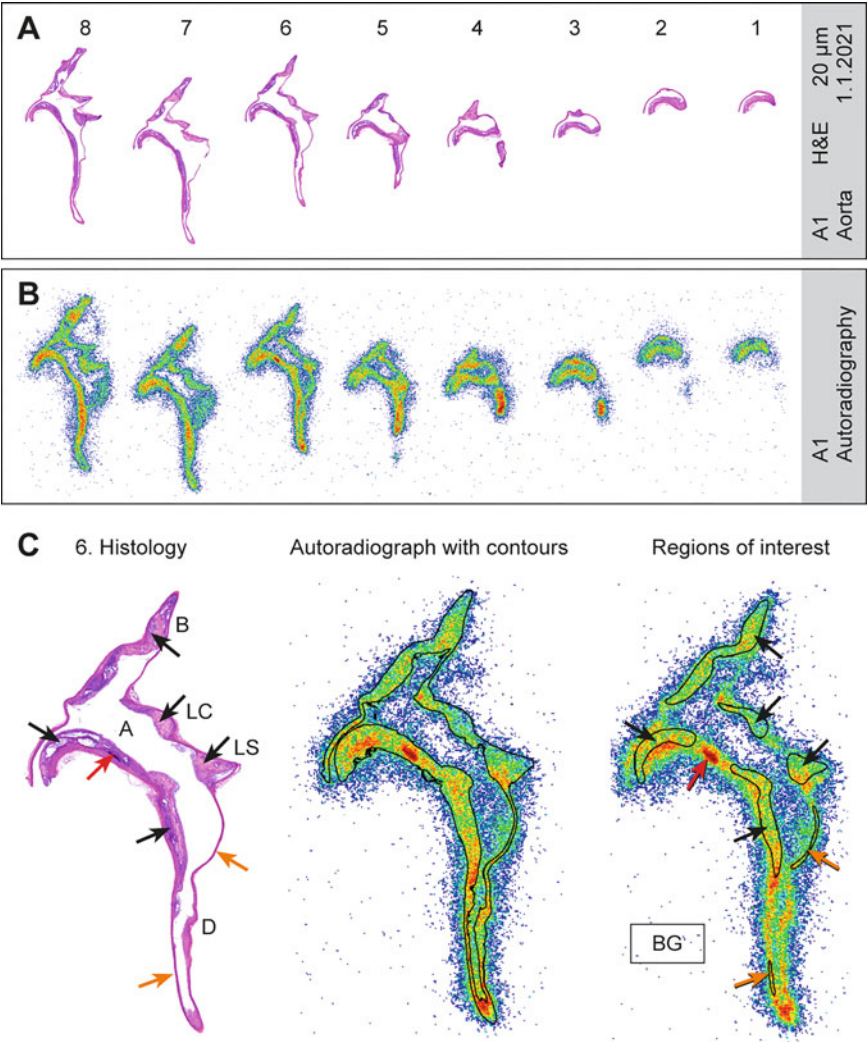 A
8 7 6 5 4 3 2 1
A1 H&E 20 µm
Aorta 1.1.2021
B
A1
Autoradiography
C
6. Histology Autoradiograph with contours Regions of interest
B
LC
A
LS
D
BG